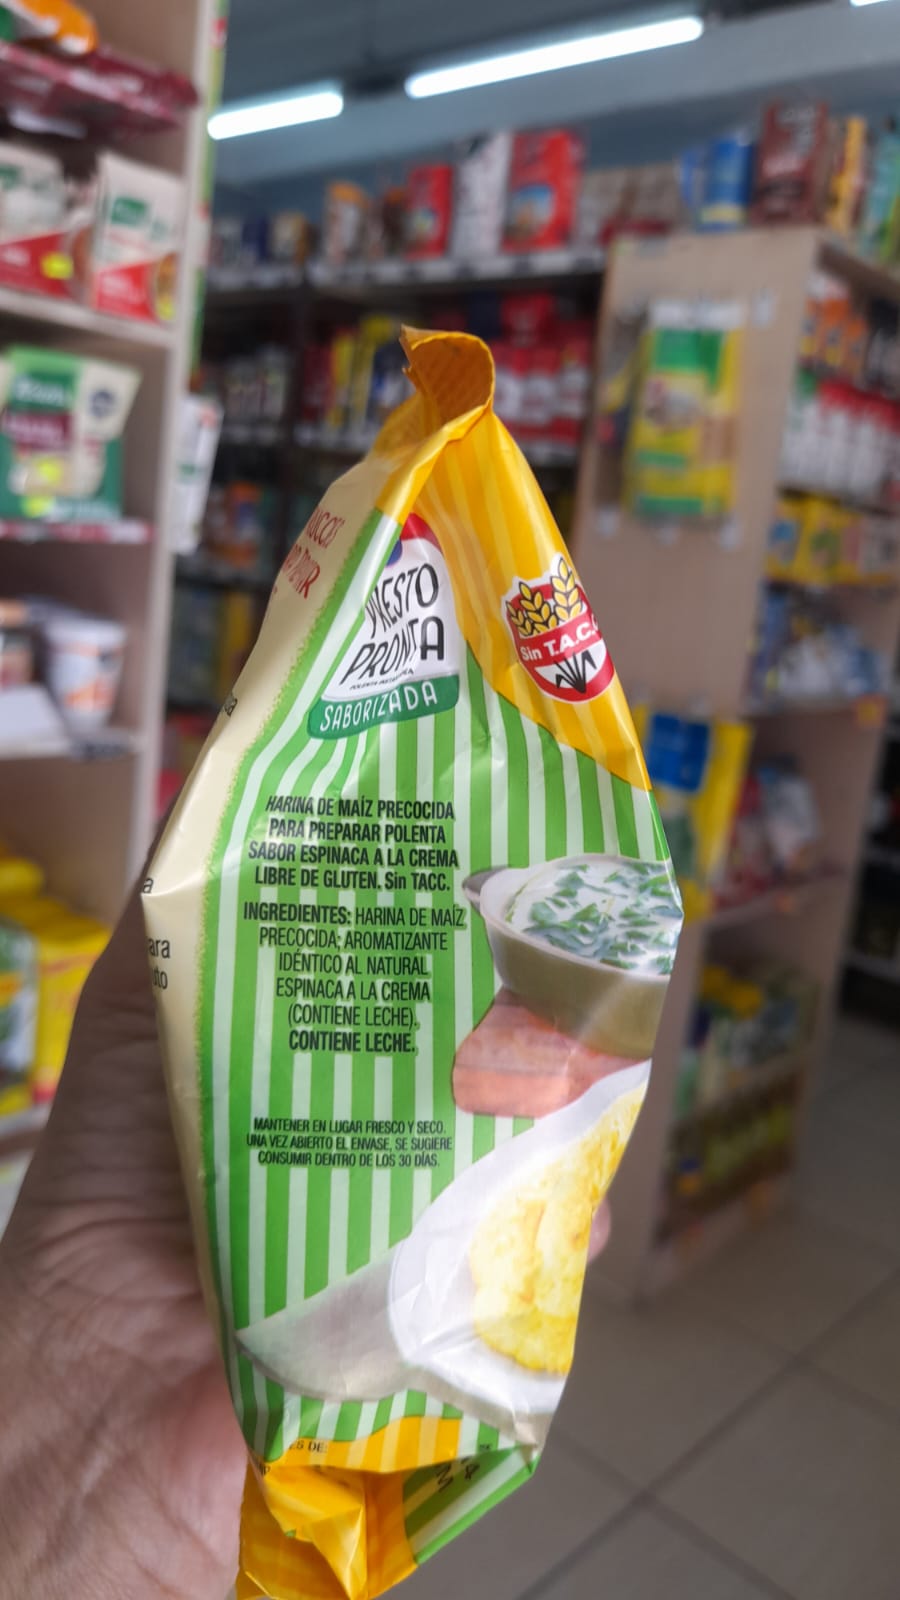 PRESTO
PRONTA
SABORIZADA
Sin T.A.C.C.
HARINA DE MAÍZ PRECOCIDA
PARA PREPARAR POLENTA
SABOR ESPINACA A LA CREMA
LIBRE DE GLUTEN. Sin TACC.
INGREDIENTES: HARINA DE MAÍZ
PRECOCIDA; AROMATIZANTE
IDÉNTICO AL NATURAL
ESPINACA A LA CREMA
(CONTIENE LECHE).
CONTIENE LECHE.
MANTENER EN LUGAR FRESCO Y SECO.
UNA VEZ ABIERTO EL ENVASE, SE SUGIERE
CONSUMIR DENTRO DE LOS 30 DÍAS.